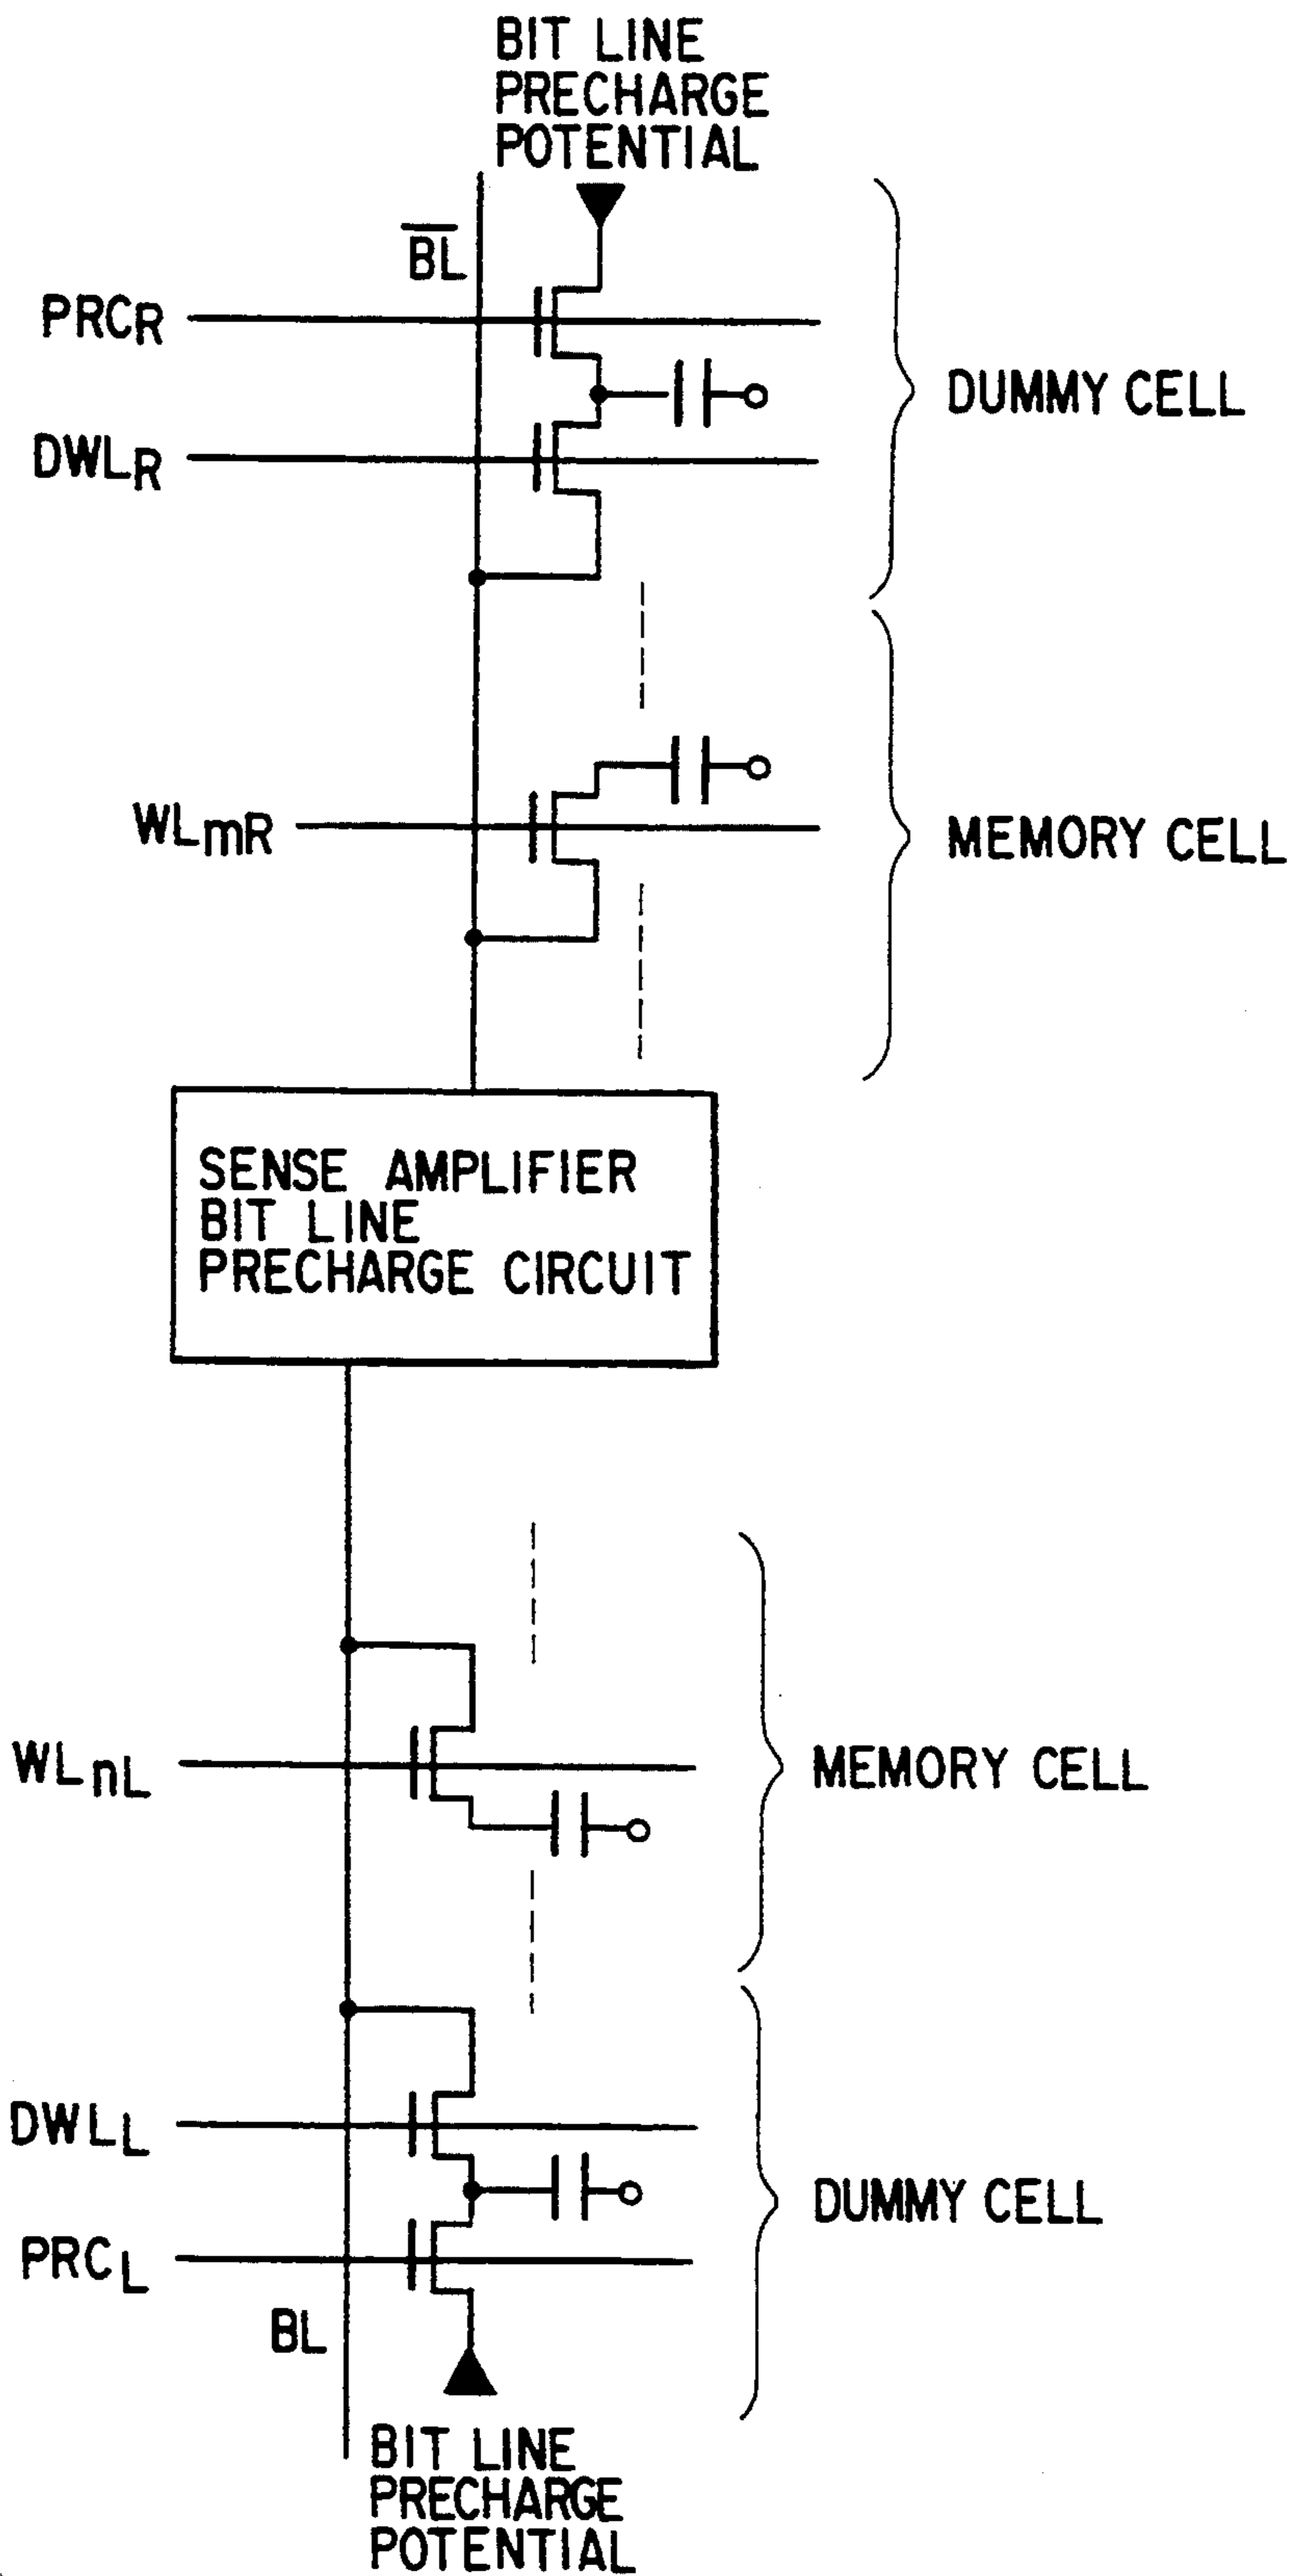 BIT LINE
PRECHARGE
POTENTIAL
B̅L̅
PRCR
DUMMY CELL
DWLR
WLmR
MEMORY CELL
SENSE AMPLIFIER
BIT LINE
PRECHARGE CIRCUIT
WLnL
MEMORY CELL
DWLL
DUMMY CELL
PRCL
BL
BIT LINE
PRECHARGE
POTENTIAL